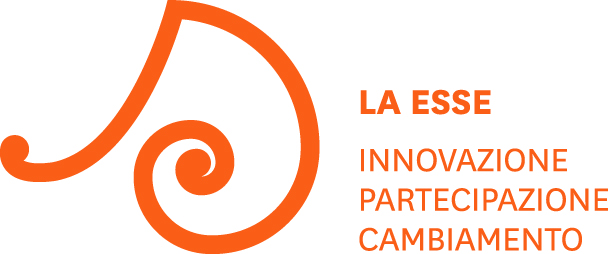 LA ESSE
INNOVAZIONE
PARTECIPAZIONE
CAMBIAMENTO